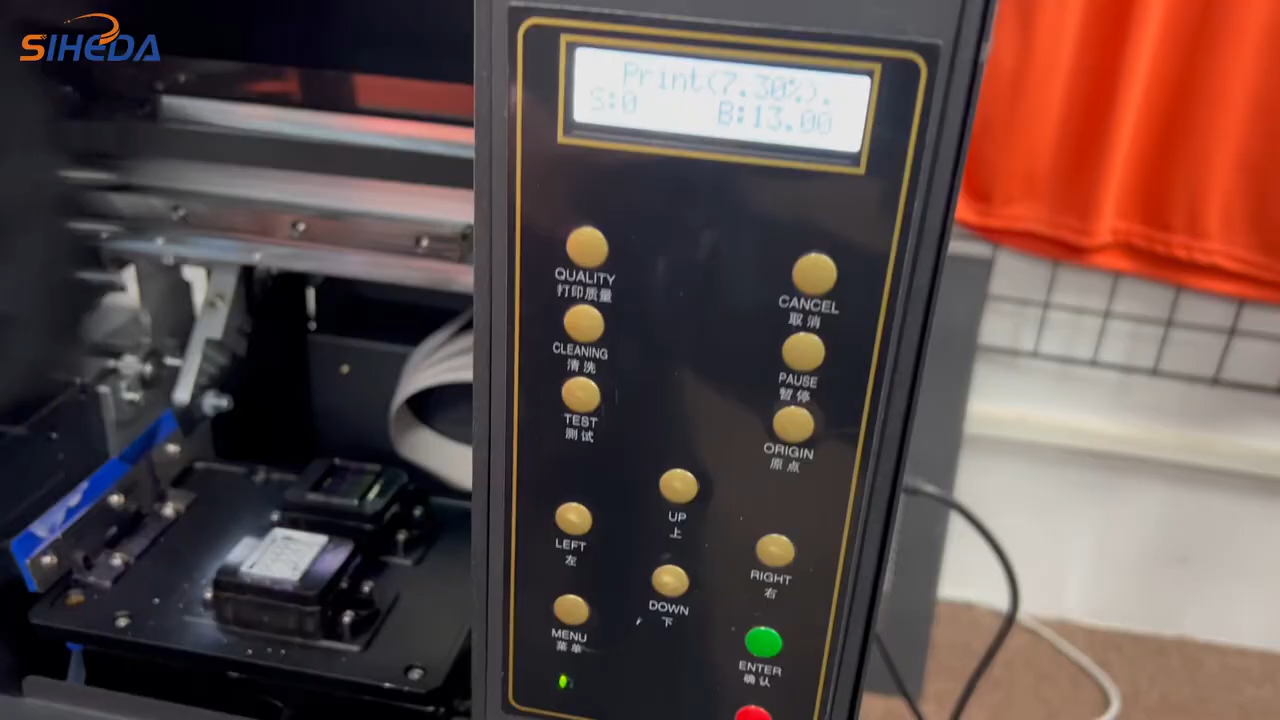 SIHEDA
Print(7.30%).
S:0 B:13.00
QUALITY
打印质量
CANCEL
取消
CLEANING
清洗
PAUSE
暂停
TEST
测试
ORIGIN
原点
UP
上
LEFT
左
RIGHT
右
DOWN
下
MENU
菜单
ENTER
确认